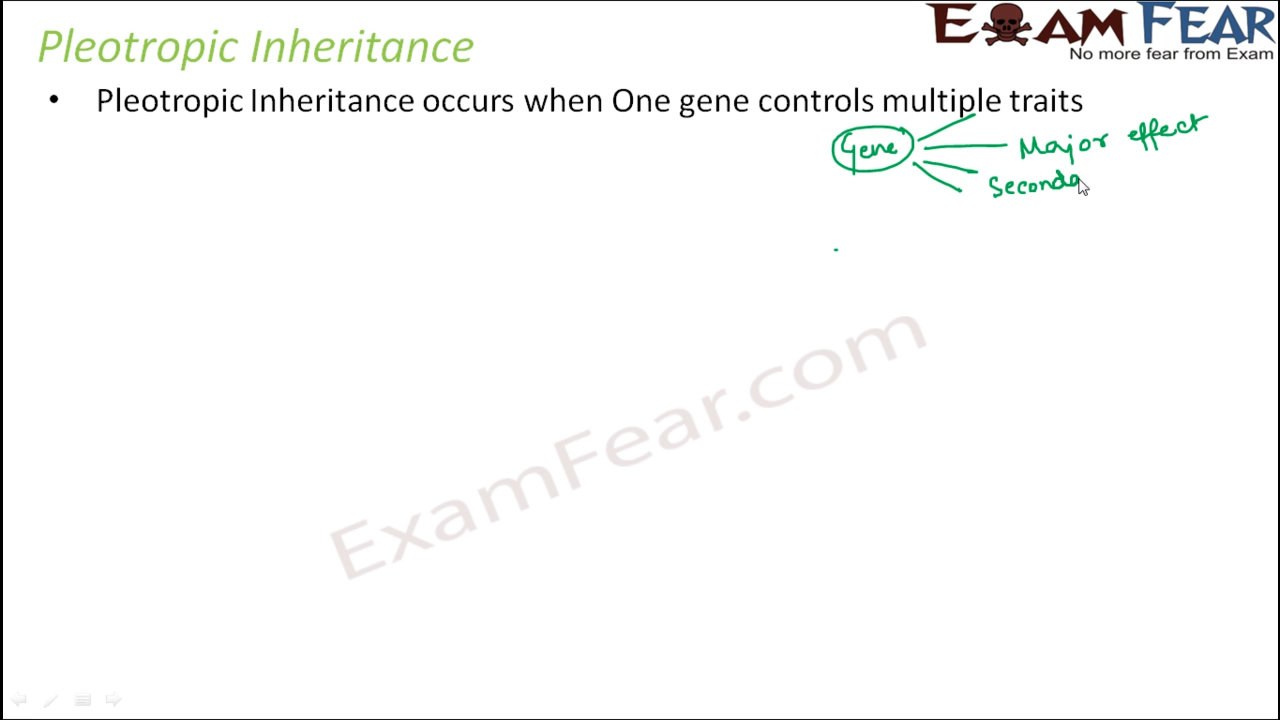 Pleotropic Inheritance
EXAM FEAR
No more fear from Exam
• Pleotropic Inheritance occurs when One gene controls multiple traits
Gene
Major effect
Seconda
ExamFear.com